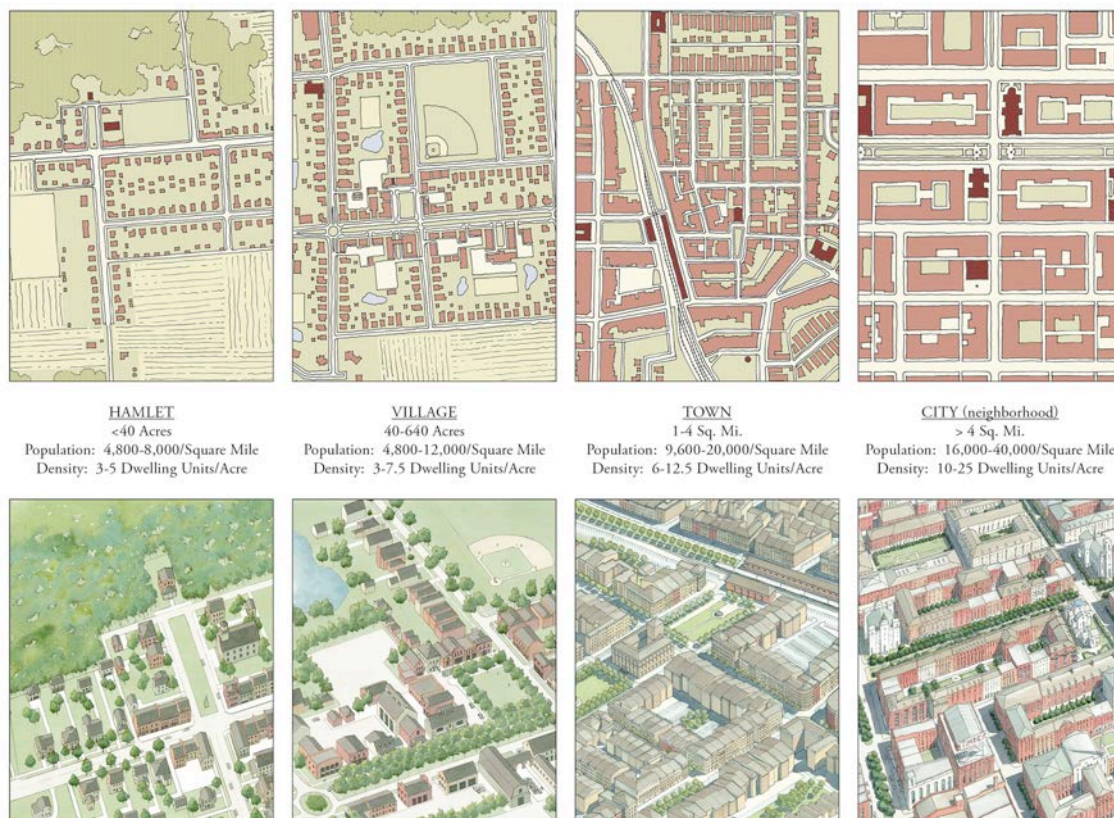 HAMLET
<40 Acres
Population: 4,800-8,000/Square Mile
Density: 3-5 Dwelling Units/Acre
VILLAGE
40-640 Acres
Population: 4,800-12,000/Square Mile
Density: 3-7.5 Dwelling Units/Acre
TOWN
1-4 Sq. Mi.
Population: 9,600-20,000/Square Mile
Density: 6-12.5 Dwelling Units/Acre
CITY (neighborhood)
> 4 Sq. Mi.
Population: 16,000-40,000/Square Mile
Density: 10-25 Dwelling Units/Acre